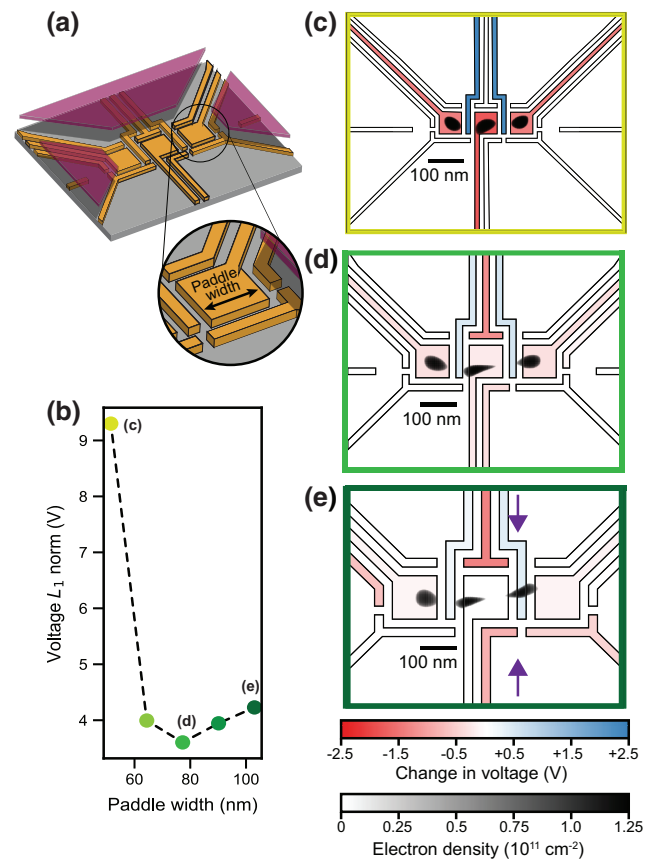 (a)
Paddle
width
(b)
9
8
7
6
5
4
60
80
100
Voltage L₁ norm (V)
Paddle width (nm)
(c)
(d)
(e)
(c)
100 nm
(d)
100 nm
(e)
100 nm
-2.5 -1.5 -0.5 +0.5 +1.5 +2.5
Change in voltage (V)
0 0.25 0.50 0.75 1.0 1.25
Electron density (10¹¹ cm⁻²)